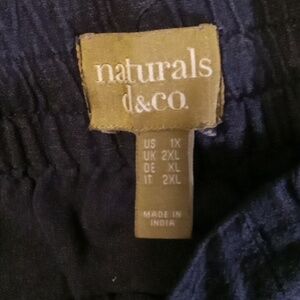 naturals
d&co.
US 1X
UK 2XL
DE XL
IT 2XL
MADE IN
INDIA